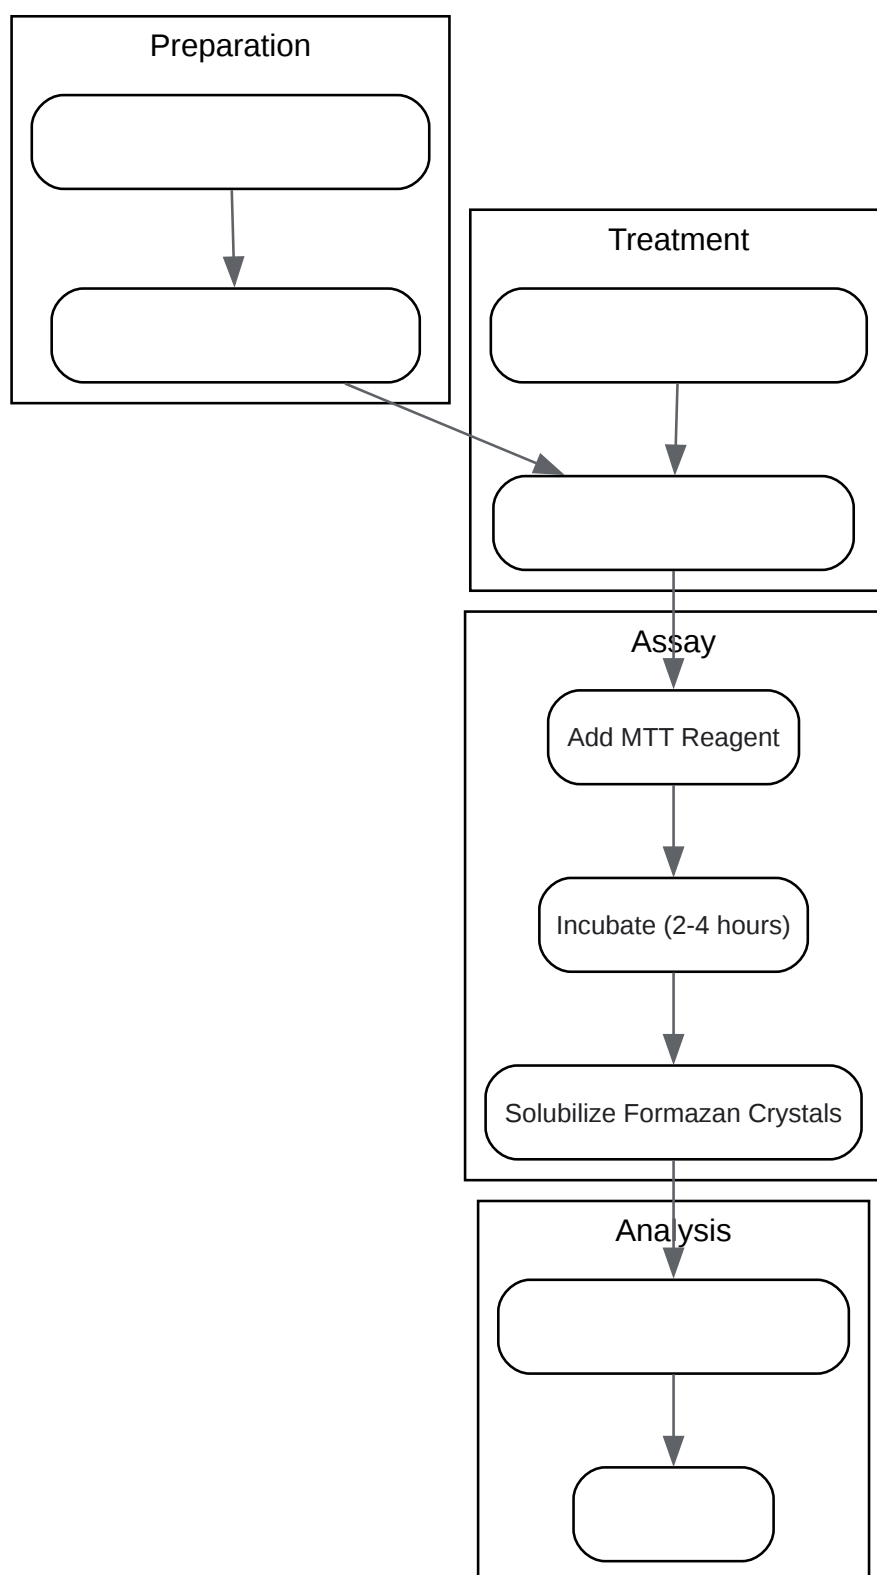 Preparation
Treatment
Assay
Add MTT Reagent
Incubate (2-4 hours)
Solubilize Formazan Crystals
Analysis